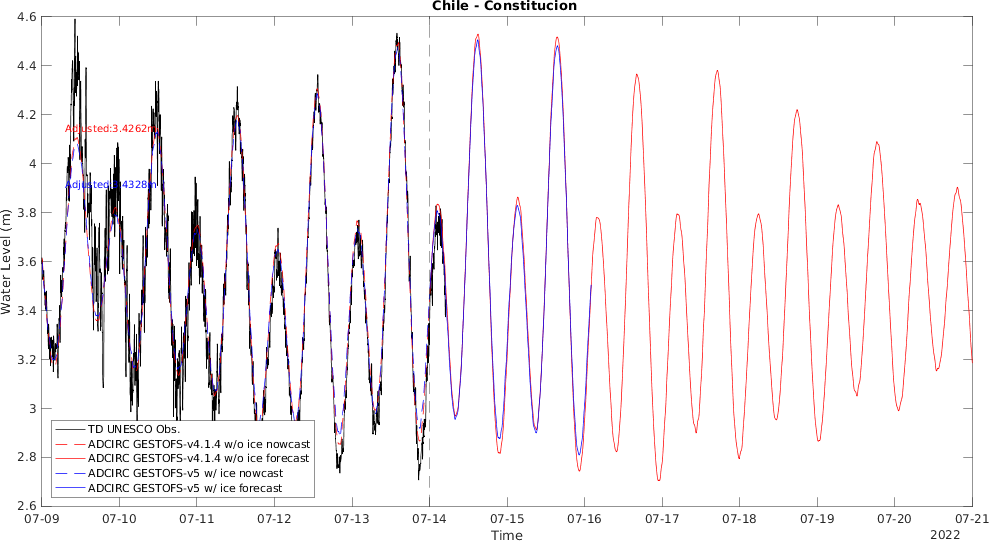 Chile - Constitucion
4.6
4.4
4.2
4
3.8
3.6
3.4
3.2
3
2.8
2.6
Water Level (m)
Adjusted:3.4262m
Adjusted 4328m
TD UNESCO Obs.
ADCIRC GESTOFS-v4.1.4 w/o ice nowcast
ADCIRC GESTOFS-v4.1.4 w/o ice forecast
ADCIRC GESTOFS-v5 w/ ice nowcast
ADCIRC GESTOFS-v5 w/ ice forecast
07-09 07-10 07-11 07-12 07-13 07-14 07-15 07-16 07-17 07-18 07-19 07-20 07-21
Time
2022